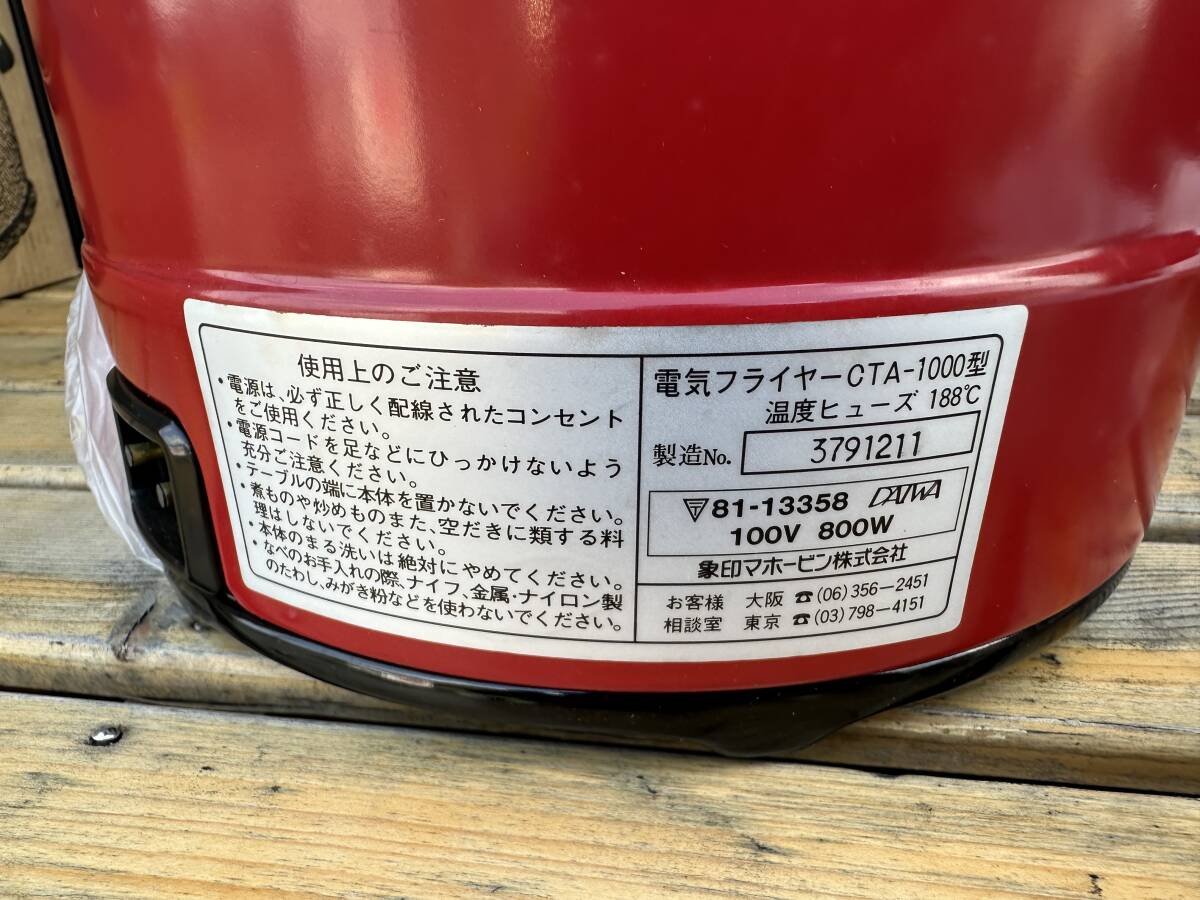 使用上のご注意
・電源は、必ず正しく配線されたコンセント
をご使用ください。
・電源コードを足などにひっかけないよう
充分ご注意ください。
・テーブルの端に本体を置かないでください。
・煮ものや炒めものまた、空だきに類する料
理はしないでください。
・本体のまる洗いは絶対にやめてください。
・なべのお手入れの際、ナイフ、金属・ナイロン製
のたわし、みがき粉などを使わないでください。
電気フライヤーCTA-1000型
温度ヒューズ 188℃
製造No. 3791211
81-13358 DAIWA
100V 800W
象印マホービン株式会社
お客様 大阪 ☎(06)356-2451
相談室 東京 ☎(03)798-4151